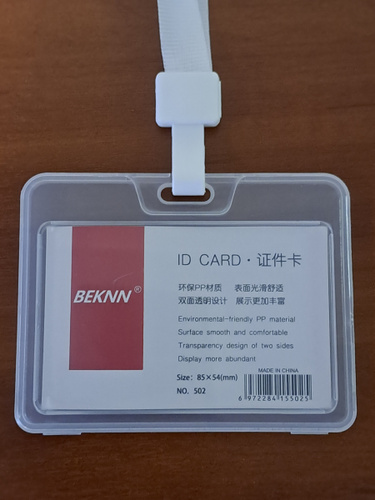 ID CARD · 证件卡
BEKNN®
环保PP材质 表面光滑舒适
双面透明设计 展示更加丰富
Environmental-friendly PP material
Surface smooth and comfortable
Transparency design of two sides
Display more abundant
Size: 85×54(mm)
NO. 502
MADE IN CHINA
6 972284 155025